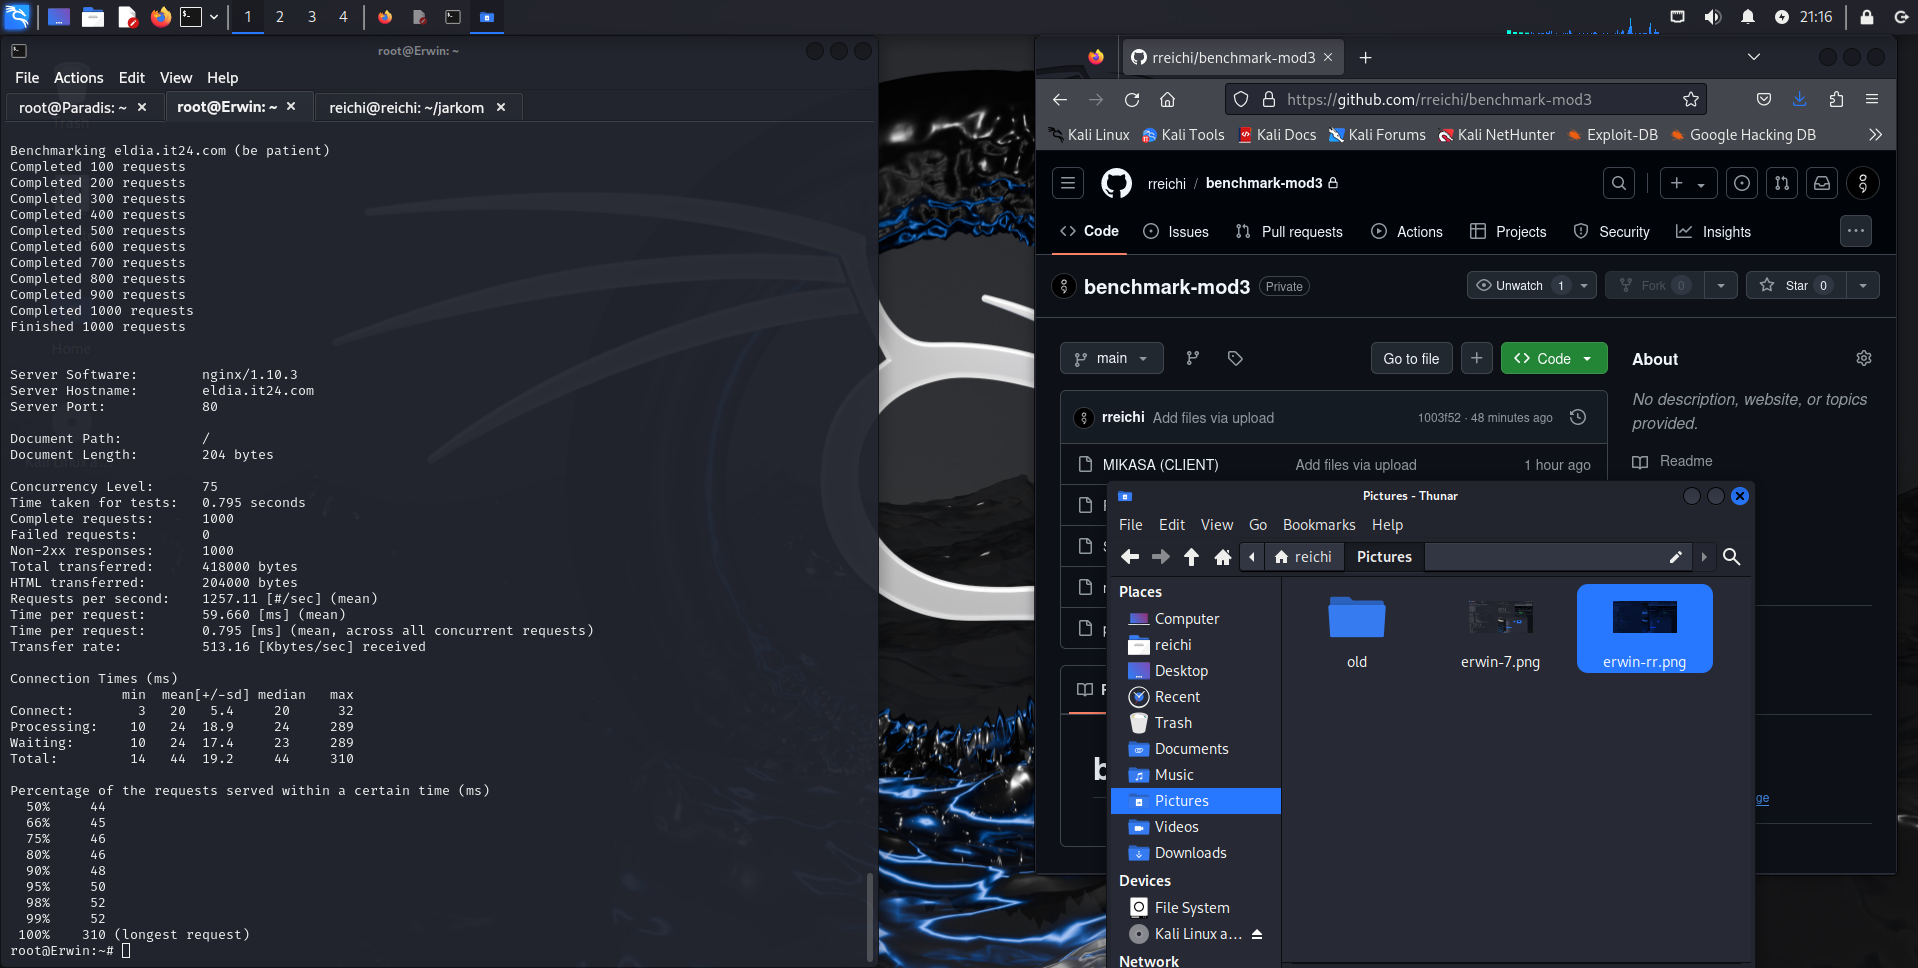 1 2 3 4
21:16
root@Erwin: ~
File Actions Edit View Help
root@Paradis: ~ root@Erwin: ~ reichi@reichi: ~/jarkom
Benchmarking eldia.it24.com (be patient)
Completed 100 requests
Completed 200 requests
Completed 300 requests
Completed 400 requests
Completed 500 requests
Completed 600 requests
Completed 700 requests
Completed 800 requests
Completed 900 requests
Completed 1000 requests
Finished 1000 requests
Home
Server Software: nginx/1.10.3
Server Hostname: eldia.it24.com
Server Port: 80
Document Path: /
Document Length: 204 bytes
Kali Linux a...
Concurrency Level: 75
Time taken for tests: 0.795 seconds
Complete requests: 1000
Failed requests: 0
Non-2xx responses: 1000
Total transferred: 418000 bytes
HTML transferred: 204000 bytes
Requests per second: 1257.11 [#/sec] (mean)
Time per request: 59.660 [ms] (mean)
Time per request: 0.795 [ms] (mean, across all concurrent requests)
Transfer rate: 513.16 [Kbytes/sec] received
Connection Times (ms)
min mean[+/-sd] median max
Connect: 3 20 5.4 20 32
Processing: 10 24 18.9 24 289
Waiting: 10 24 17.4 23 289
Total: 14 44 19.2 44 310
Percentage of the requests served within a certain time (ms)
50% 44
66% 45
75% 46
80% 46
90% 48
95% 50
98% 52
99% 52
100% 310 (longest request)
root@Erwin:~#
rreichi/benchmark-mod3
https://github.com/rreichi/benchmark-mod3
Kali Linux Kali Tools Kali Docs Kali Forums Kali NetHunter Exploit-DB Google Hacking DB
rreichi / benchmark-mod3
Code Issues Pull requests Actions Projects Security Insights
benchmark-mod3 Private Unwatch 1 Fork 0 Star 0
main Go to file Code About
rreichi Add files via upload 1003f52 · 48 minutes ago
No description, website, or topics
provided.
MIKASA (CLIENT) Add files via upload 1 hour ago
Readme
Pictures - Thunar
File Edit View Go Bookmarks Help
reichi Pictures
Places
Computer
reichi
Desktop
Recent
Trash
Documents
Music
Pictures
Videos
Downloads
Devices
File System
Kali Linux a...
Network
old erwin-7.png erwin-rr.png
ge